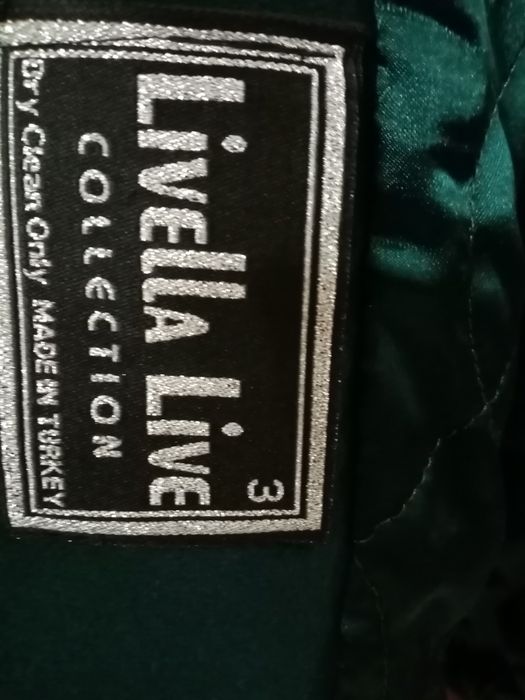 3
Livella Live
COLLECTION
Dry Clean Only MADE IN TURKEY